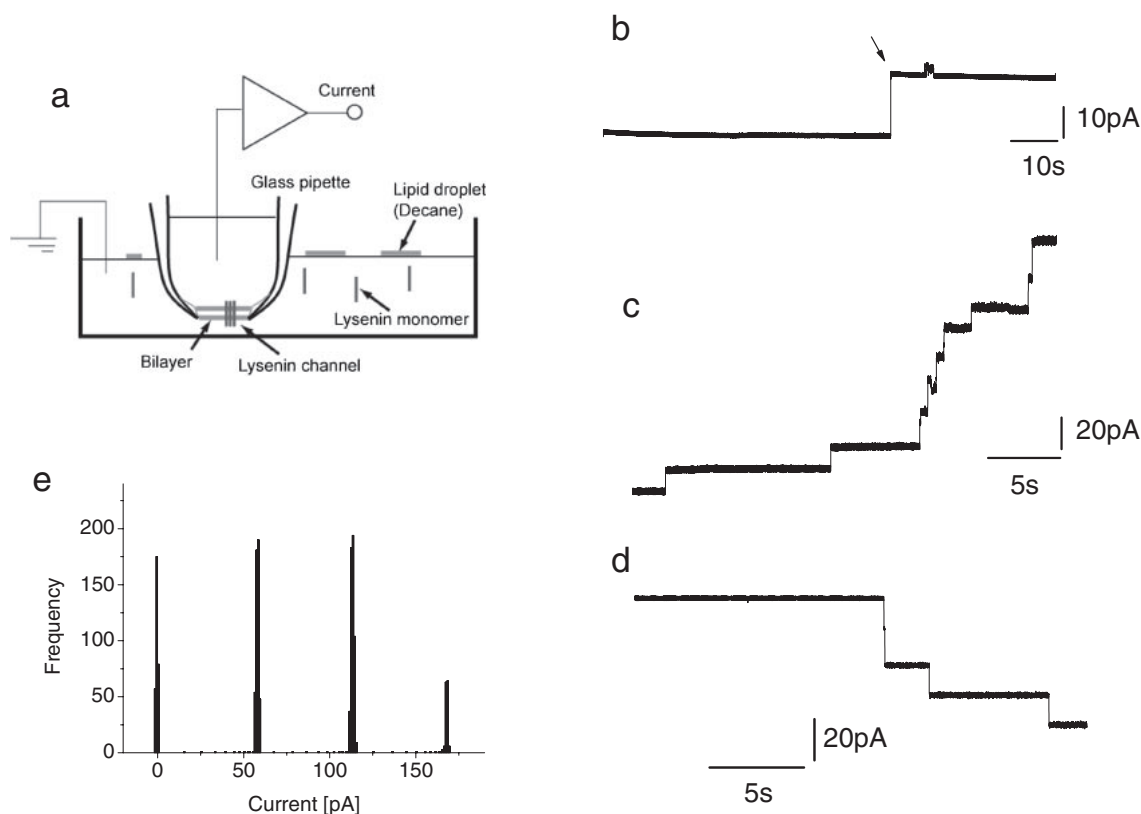 a
Current
Glass pipette
Lipid droplet
(Decane)
Lysenin monomer
Bilayer
Lysenin channel
b
10pA
10s
c
20pA
5s
d
20pA
5s
e
Frequency
200
150
100
50
0
0
50
100
150
Current [pA]